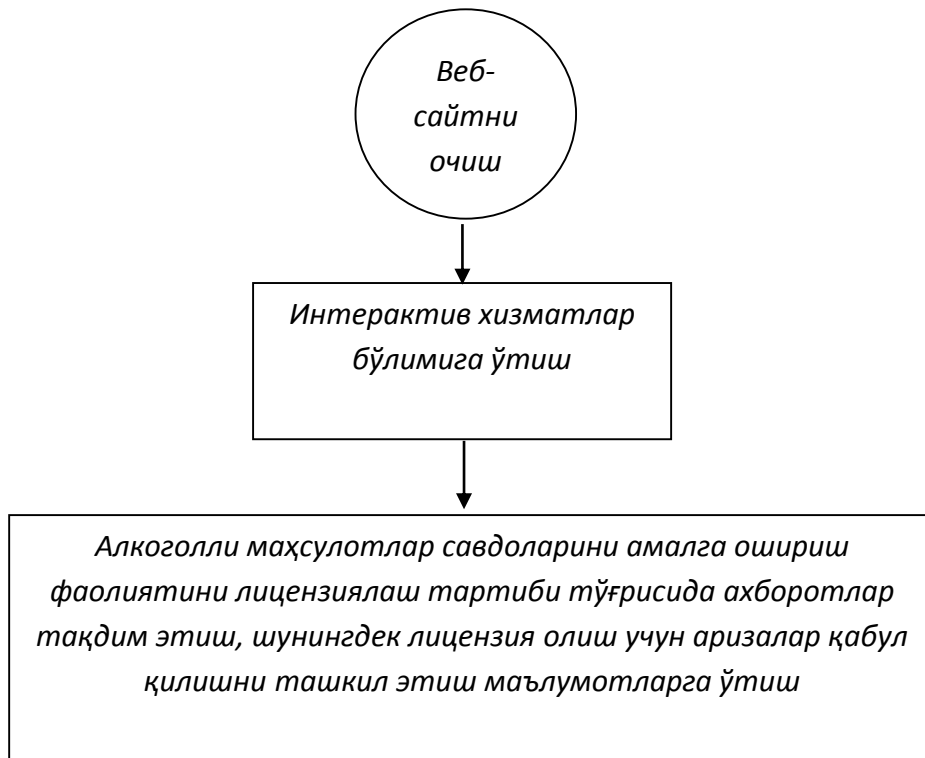 Веб-
сайтни
очиш
Интерактив хизматлар
бўлимига ўтиш
Алкоголли маҳсулотлар савдоларини амалга ошириш
фаолиятини лицензиялаш тартиби тўғрисида ахборотлар
тақдим этиш, шунингдек лицензия олиш учун аризалар қабул
қилишни ташкил этиш маълумотларга ўтиш